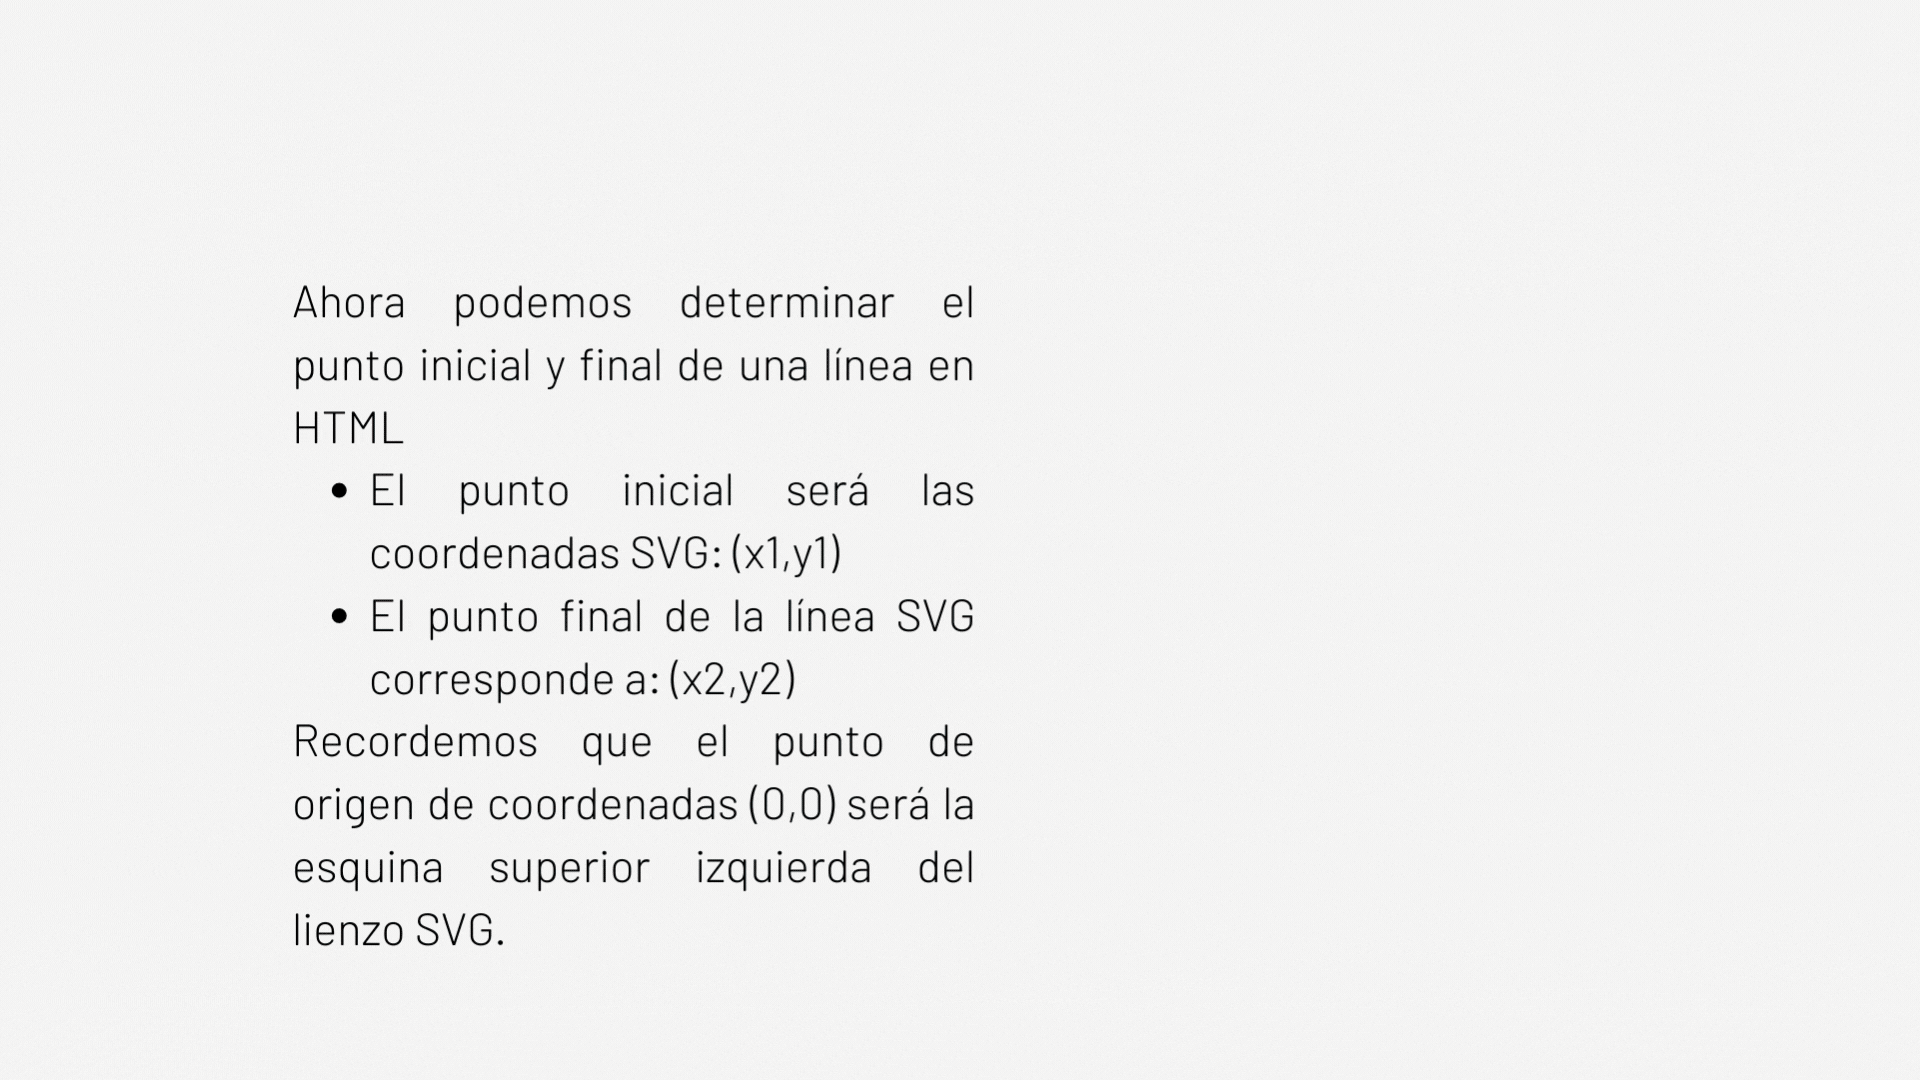 Ahora podemos determinar el
punto inicial y final de una línea en
HTML
• El punto inicial será las
coordenadas SVG: (x1,y1)
• El punto final de la línea SVG
corresponde a: (x2,y2)
Recordemos que el punto de
origen de coordenadas (0,0) será la
esquina superior izquierda del
lienzo SVG.